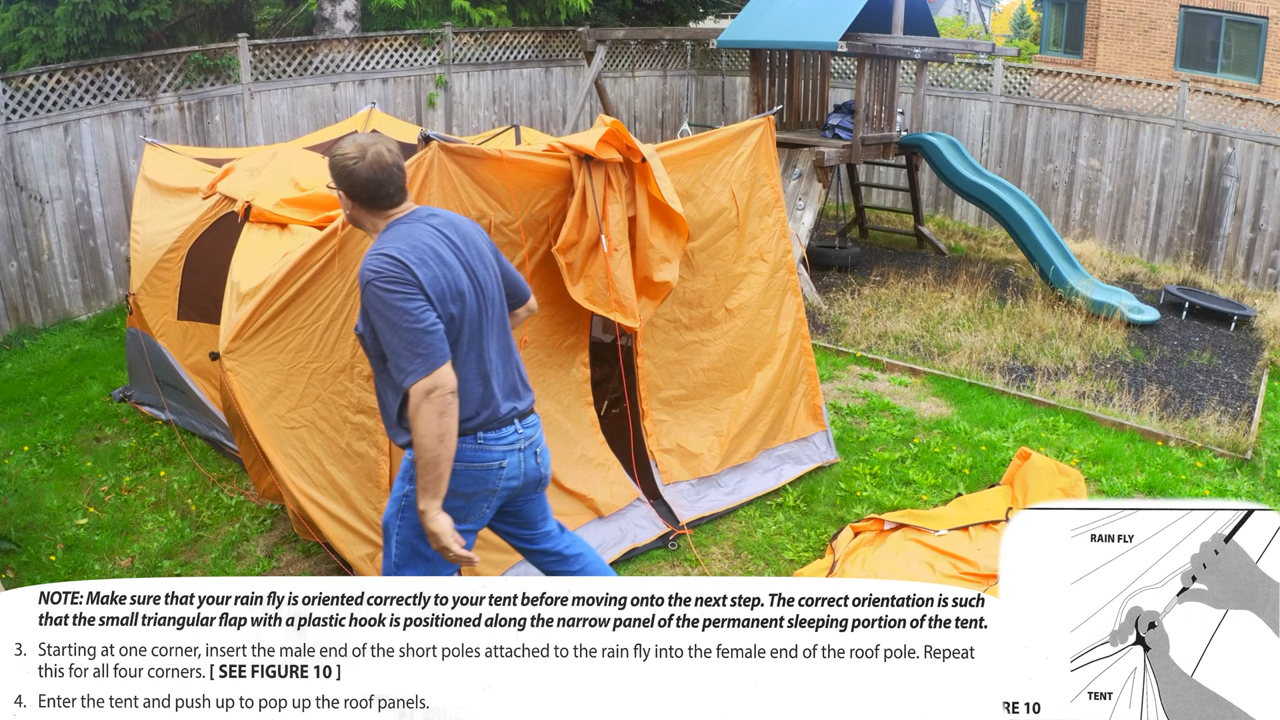 NOTE: Make sure that your rain fly is oriented correctly to your tent before moving onto the next step. The correct orientation is such
that the small triangular flap with a plastic hook is positioned along the narrow panel of the permanent sleeping portion of the tent.
3. Starting at one corner, insert the male end of the short poles attached to the rain fly into the female end of the roof pole. Repeat
this for all four corners. [ SEE FIGURE 10 ]
4. Enter the tent and push up to pop up the roof panels.
RAIN FLY
TENT
RE 10